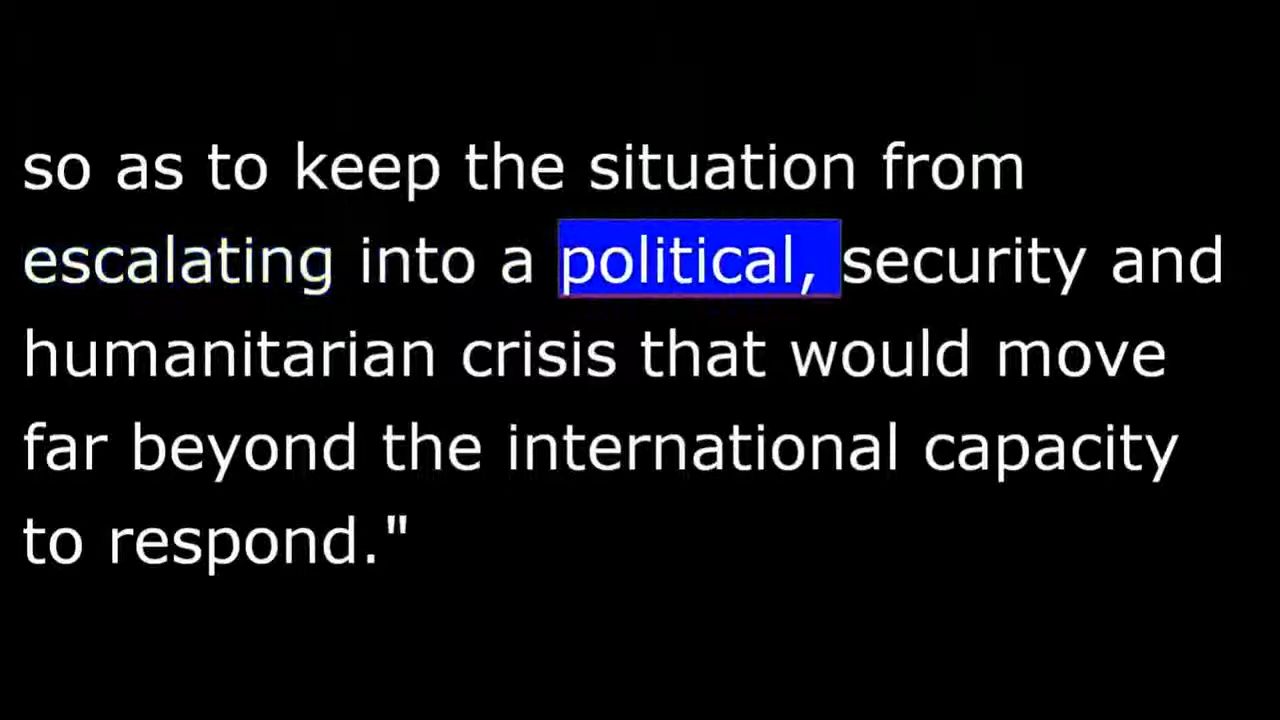 so as to keep the situation from
escalating into a political, security and
humanitarian crisis that would move
far beyond the international capacity
to respond."